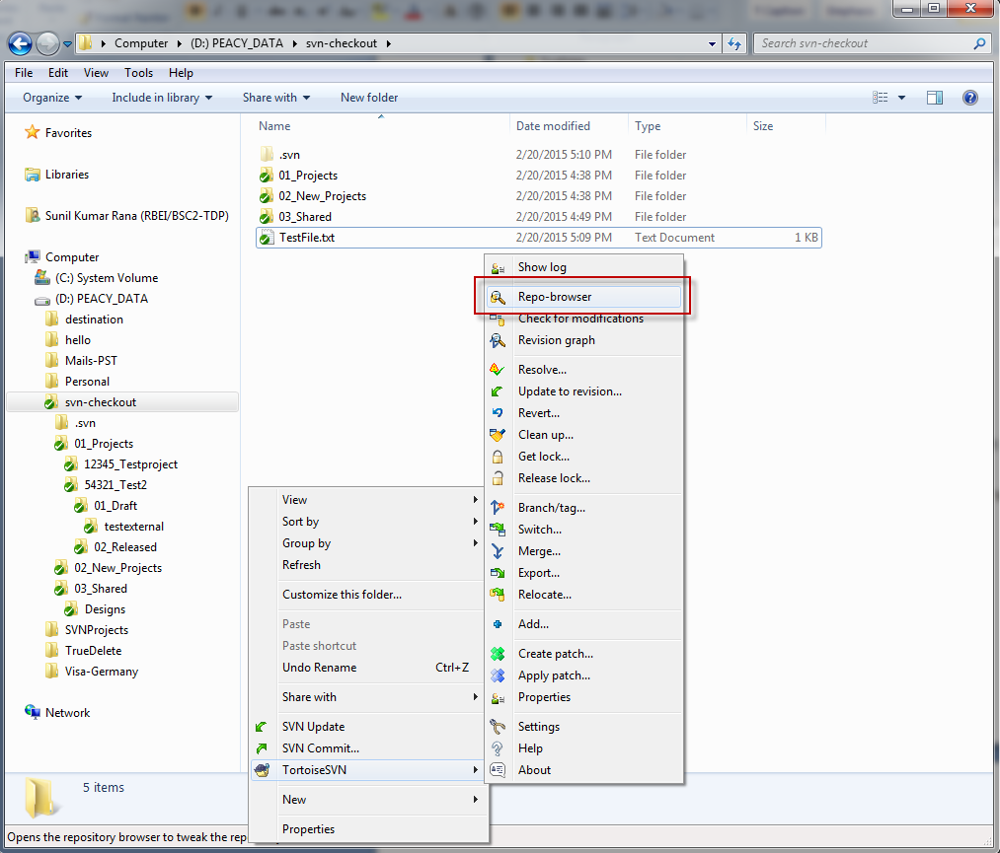 Computer (D:) PEACY_DATA svn-checkout
Search svn-checkout
File Edit View Tools Help
Organize Include in library Share with New folder
Name Date modified Type Size
.svn 2/20/2015 5:10 PM File folder
01_Projects 2/20/2015 4:38 PM File folder
02_New_Projects 2/20/2015 4:38 PM File folder
03_Shared 2/20/2015 4:49 PM File folder
TestFile.txt 2/20/2015 5:09 PM Text Document 1 KB
Favorites
Libraries
Sunil Kumar Rana (RBEI/BSC2-TDP)
Computer
(C:) System Volume
(D:) PEACY_DATA
destination
hello
Mails-PST
Personal
svn-checkout
.svn
01_Projects
12345_Testproject
54321_Test2
01_Draft
testexternal
02_Released
02_New_Projects
03_Shared
Designs
SVNProjects
TrueDelete
Visa-Germany
Network
View
Sort by
Group by
Refresh
Customize this folder...
Paste
Paste shortcut
Undo Rename Ctrl+Z
Share with
SVN Update
SVN Commit...
TortoiseSVN
New
Properties
Show log
Repo-browser
Check for modifications
Revision graph
Resolve...
Update to revision...
Revert...
Clean up...
Get lock...
Release lock...
Branch/tag...
Switch...
Merge...
Export...
Relocate...
Add...
Create patch...
Apply patch...
Properties
Settings
Help
About
5 items
Opens the repository browser to tweak the rep